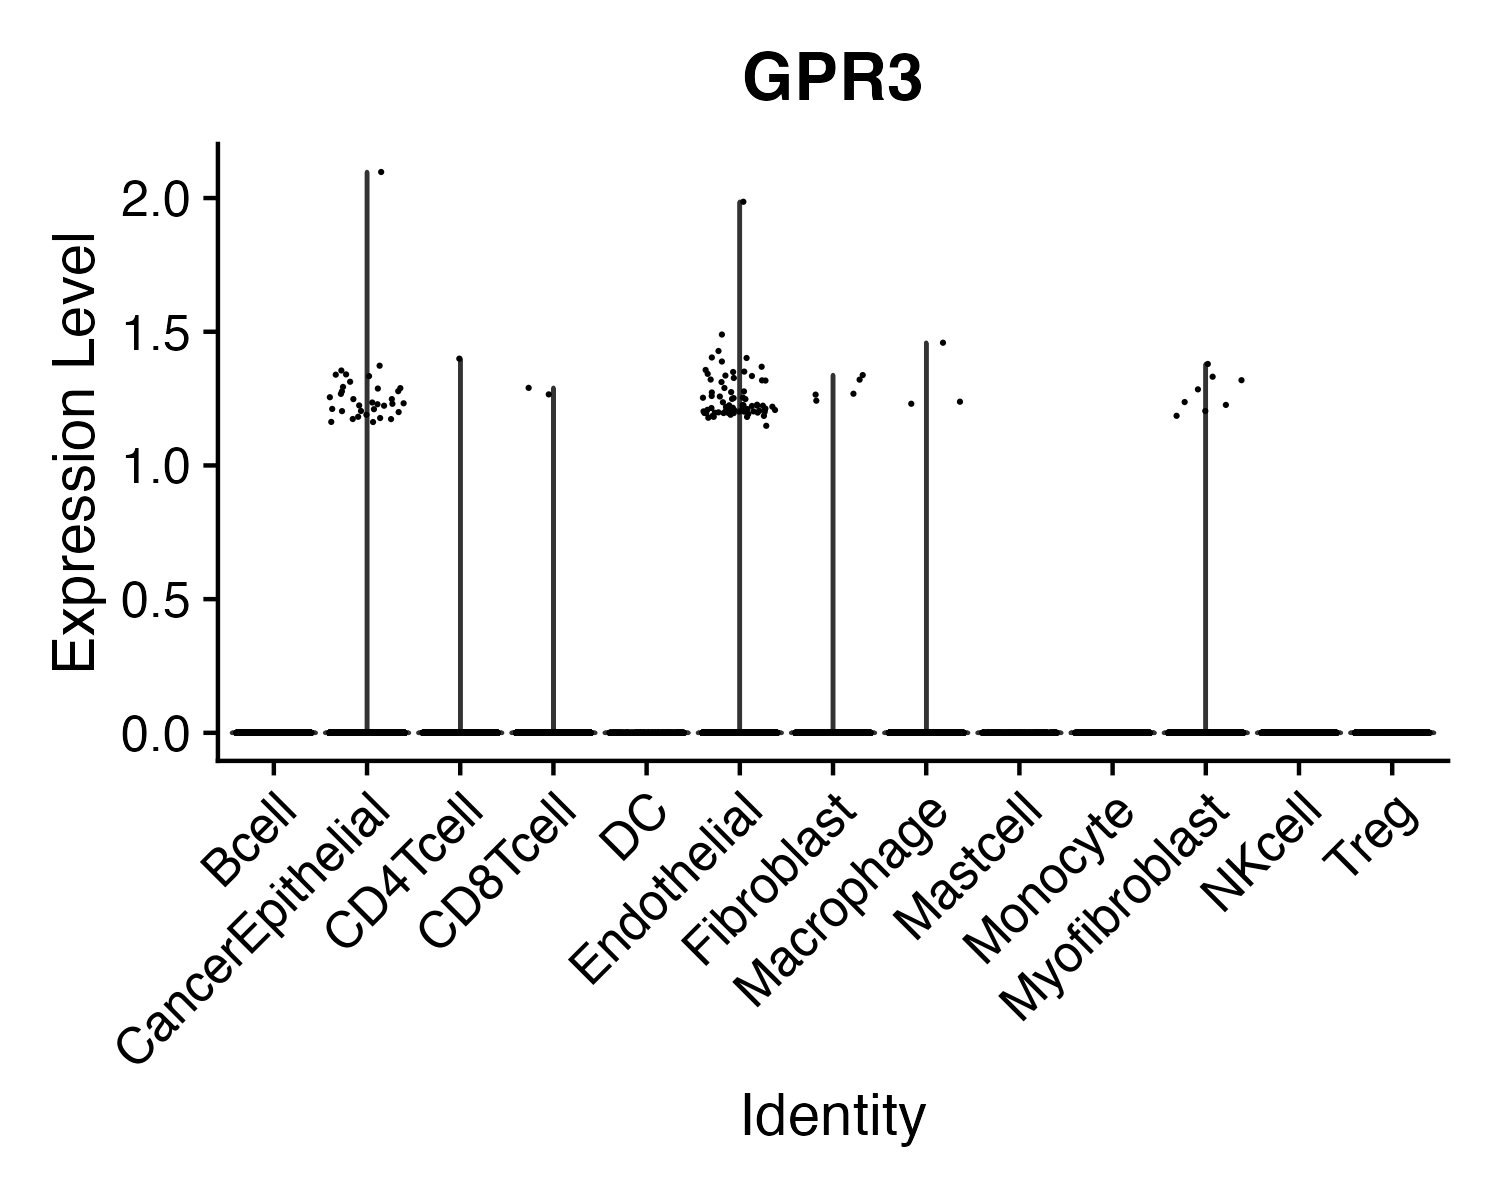 GPR3
Expression Level
2.0
1.5
1.0
0.5
0.0
Bcell
CancerEpithelial
CD4Tcell
CD8Tcell
DC
Endothelial
Fibroblast
Macrophage
Mastcell
Monocyte
Myofibroblast
NKcell
Treg
Identity